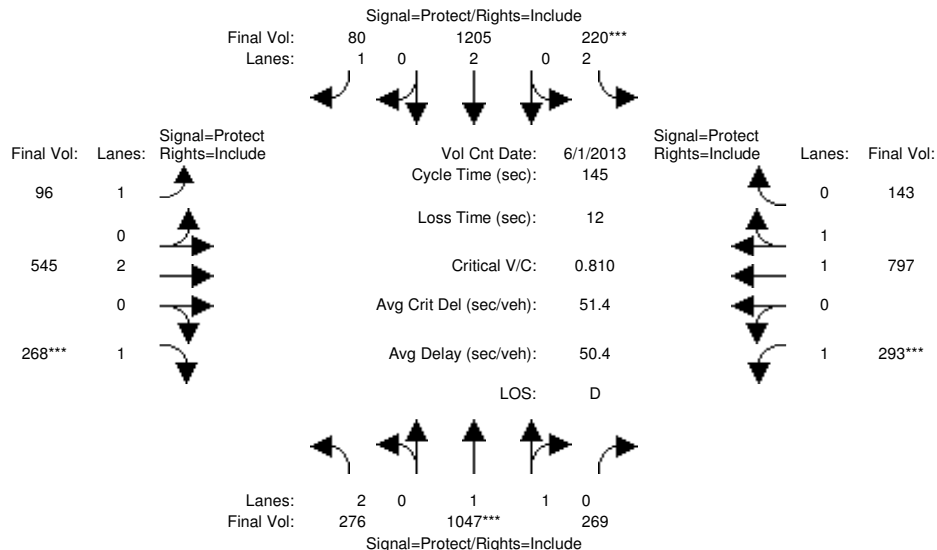 Signal=Protect/Rights=Include
Final Vol: 80 1205 220***
Lanes: 1 0 2 0 2
Signal=Protect Signal=Protect
Final Vol: Lanes: Rights=Include Vol Cnt Date: 6/1/2013 Rights=Include Lanes: Final Vol:
Cycle Time (sec): 145
96 1 0 143
Loss Time (sec): 12
0 1
545 2 Critical V/C: 0.810 1 797
0 Avg Crit Del (sec/veh): 51.4 0
268*** 1 Avg Delay (sec/veh): 50.4 1 293***
LOS: D
Lanes: 2 0 1 1 0
Final Vol: 276 1047*** 269
Signal=Protect/Rights=Include